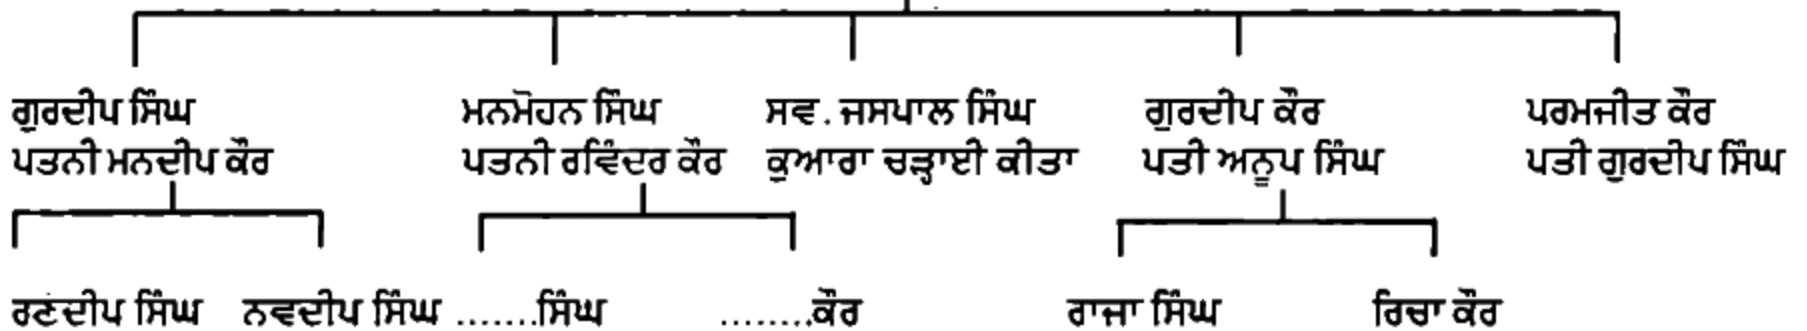 ਗੁਰਦੀਪ ਸਿੰਘ ਮਨਮੋਹਨ ਸਿੰਘ ਸਵ. ਜਸਪਾਲ ਸਿੰਘ ਗੁਰਦੀਪ ਕੌਰ ਪਰਮਜੀਤ ਕੌਰ
ਪਤਨੀ ਮਨਦੀਪ ਕੌਰ ਪਤਨੀ ਰਵਿੰਦਰ ਕੌਰ ਕੁਆਰਾ ਚੜ੍ਹਾਈ ਕੀਤਾ ਪਤੀ ਅਨੂਪ ਸਿੰਘ ਪਤੀ ਗੁਰਦੀਪ ਸਿੰਘ
ਰਣਦੀਪ ਸਿੰਘ ਨਵਦੀਪ ਸਿੰਘ .......ਸਿੰਘ ........ਕੌਰ ਰਾਜਾ ਸਿੰਘ ਰਿਚਾ ਕੌਰ